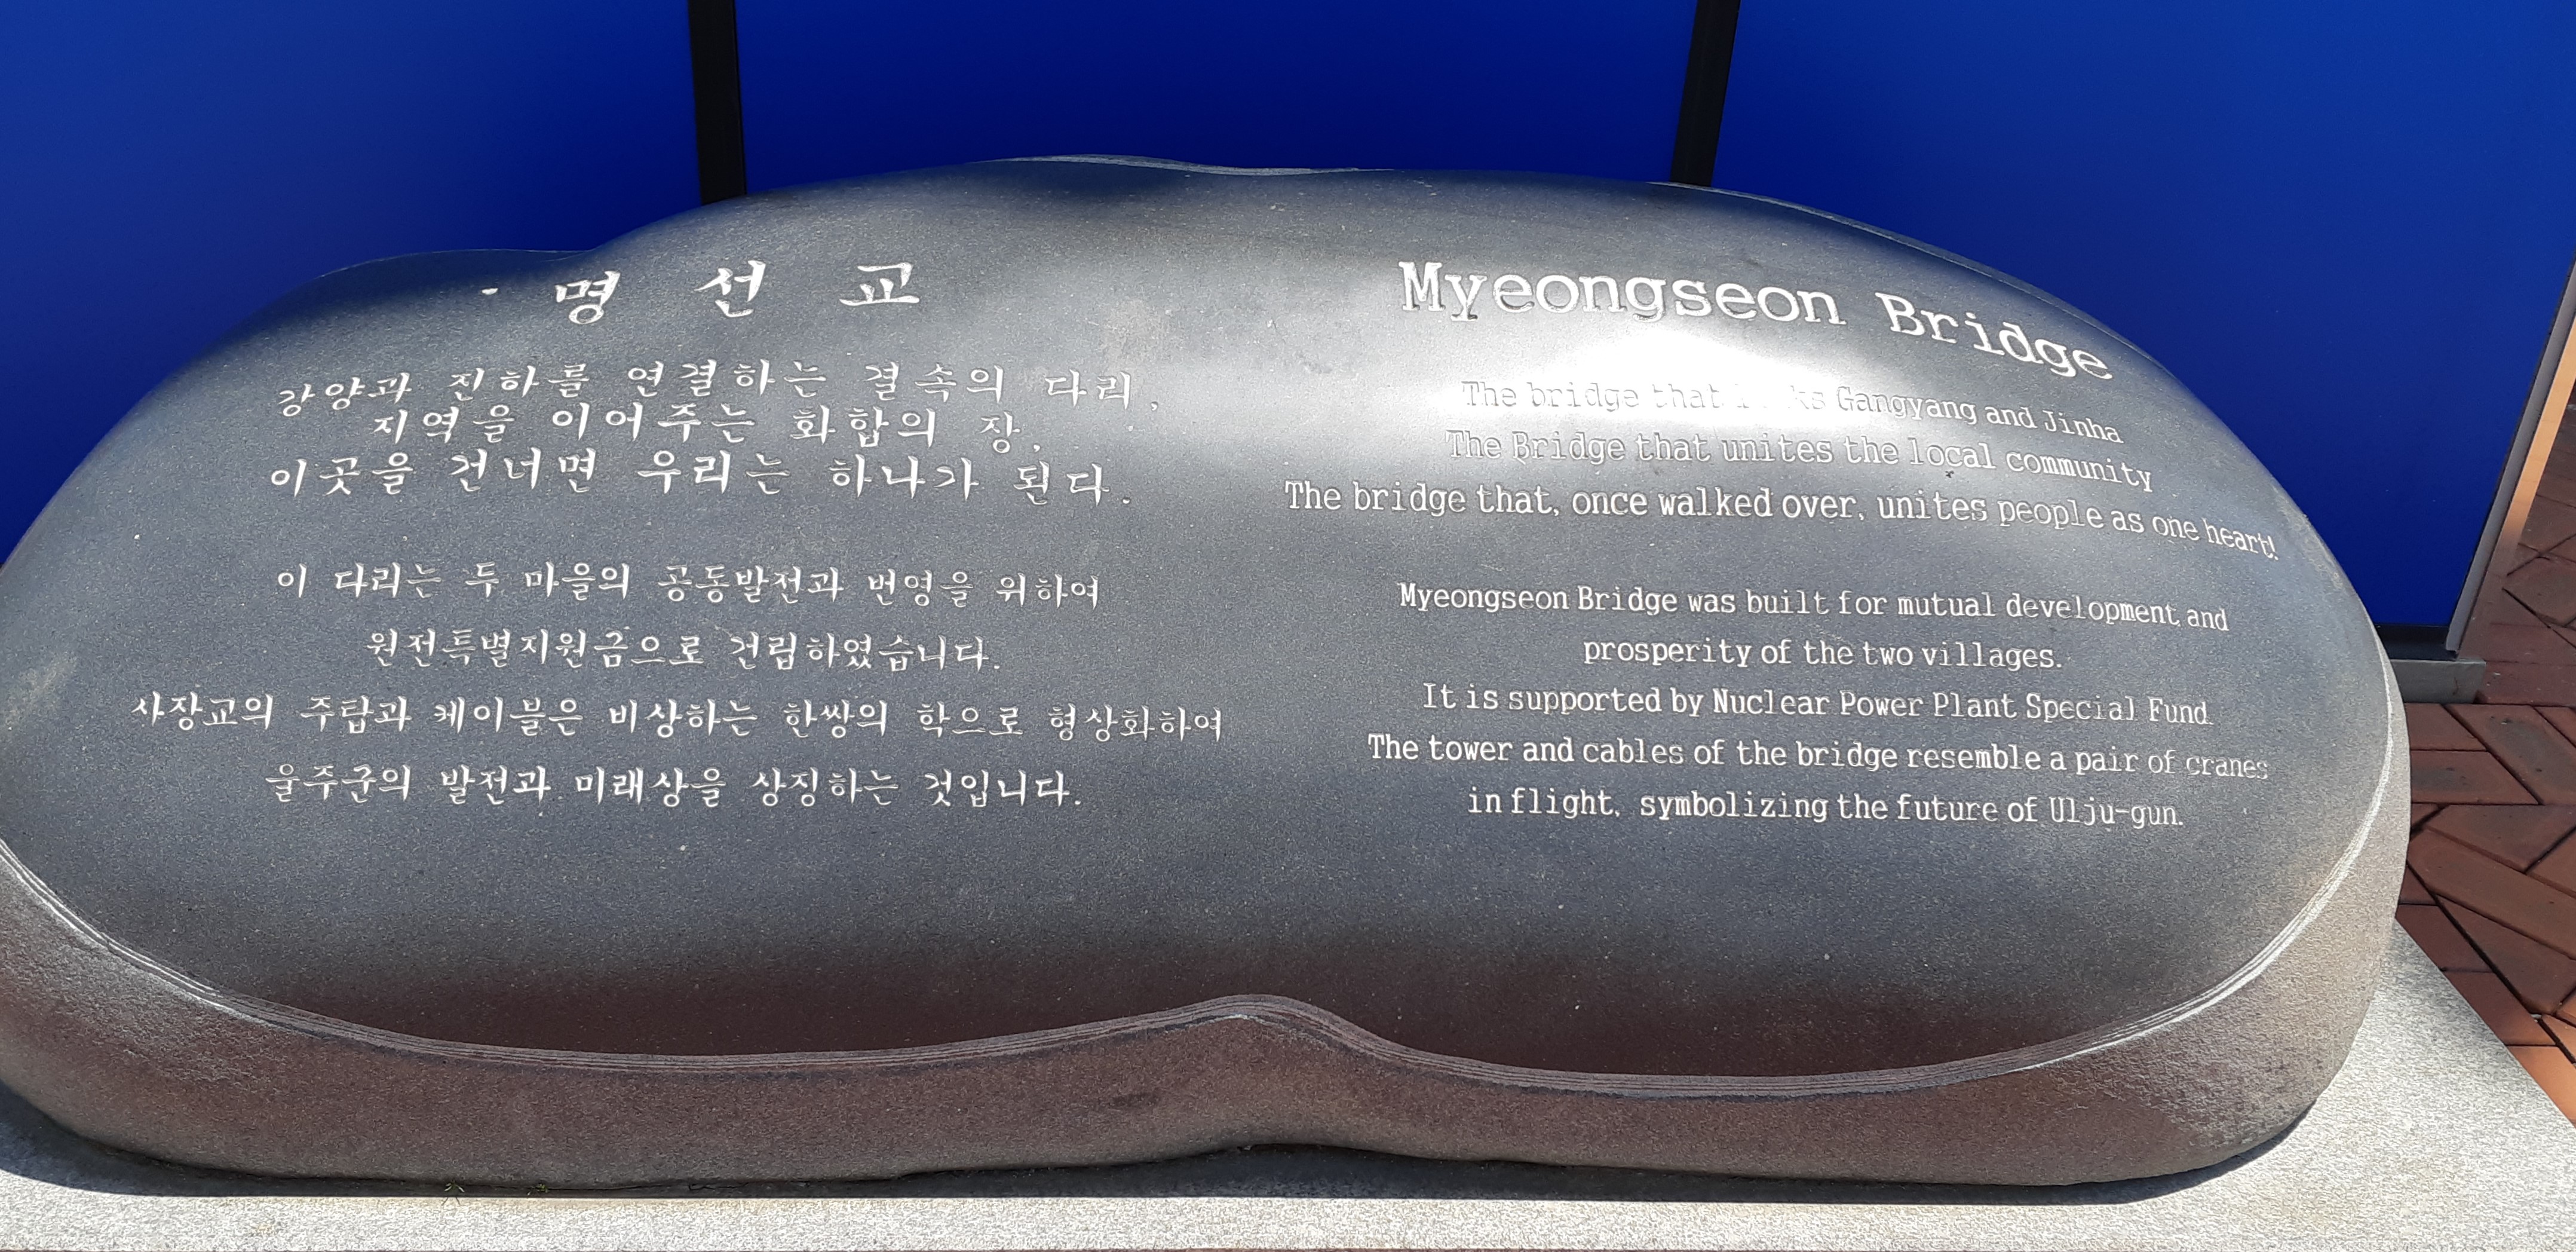 명 선 교
강양과 진하를 연결하는 결속의 다리,
지역을 이어주는 화합의 장.
이곳을 건너면 우리는 하나가 된다.
이 다리는 두 마을의 공동발전과 번영을 위하여
원전특별지원금으로 건립하였습니다.
사장교의 주탑과 케이블은 비상하는 한쌍의 학으로 형상화하여
울주군의 발전과 미래상을 상징하는 것입니다.
Myeongseon Bridge
The bridge that Gangyang and Jinha
The Bridge that unites the local community
The bridge that, once walked over, unites people as one heart!
Myeongseon Bridge was built for mutual development and
prosperity of the two villages.
It is supported by Nuclear Power Plant Special Fund.
The tower and cables of the bridge resemble a pair of cranes
in flight, symbolizing the future of Ulju-gun.